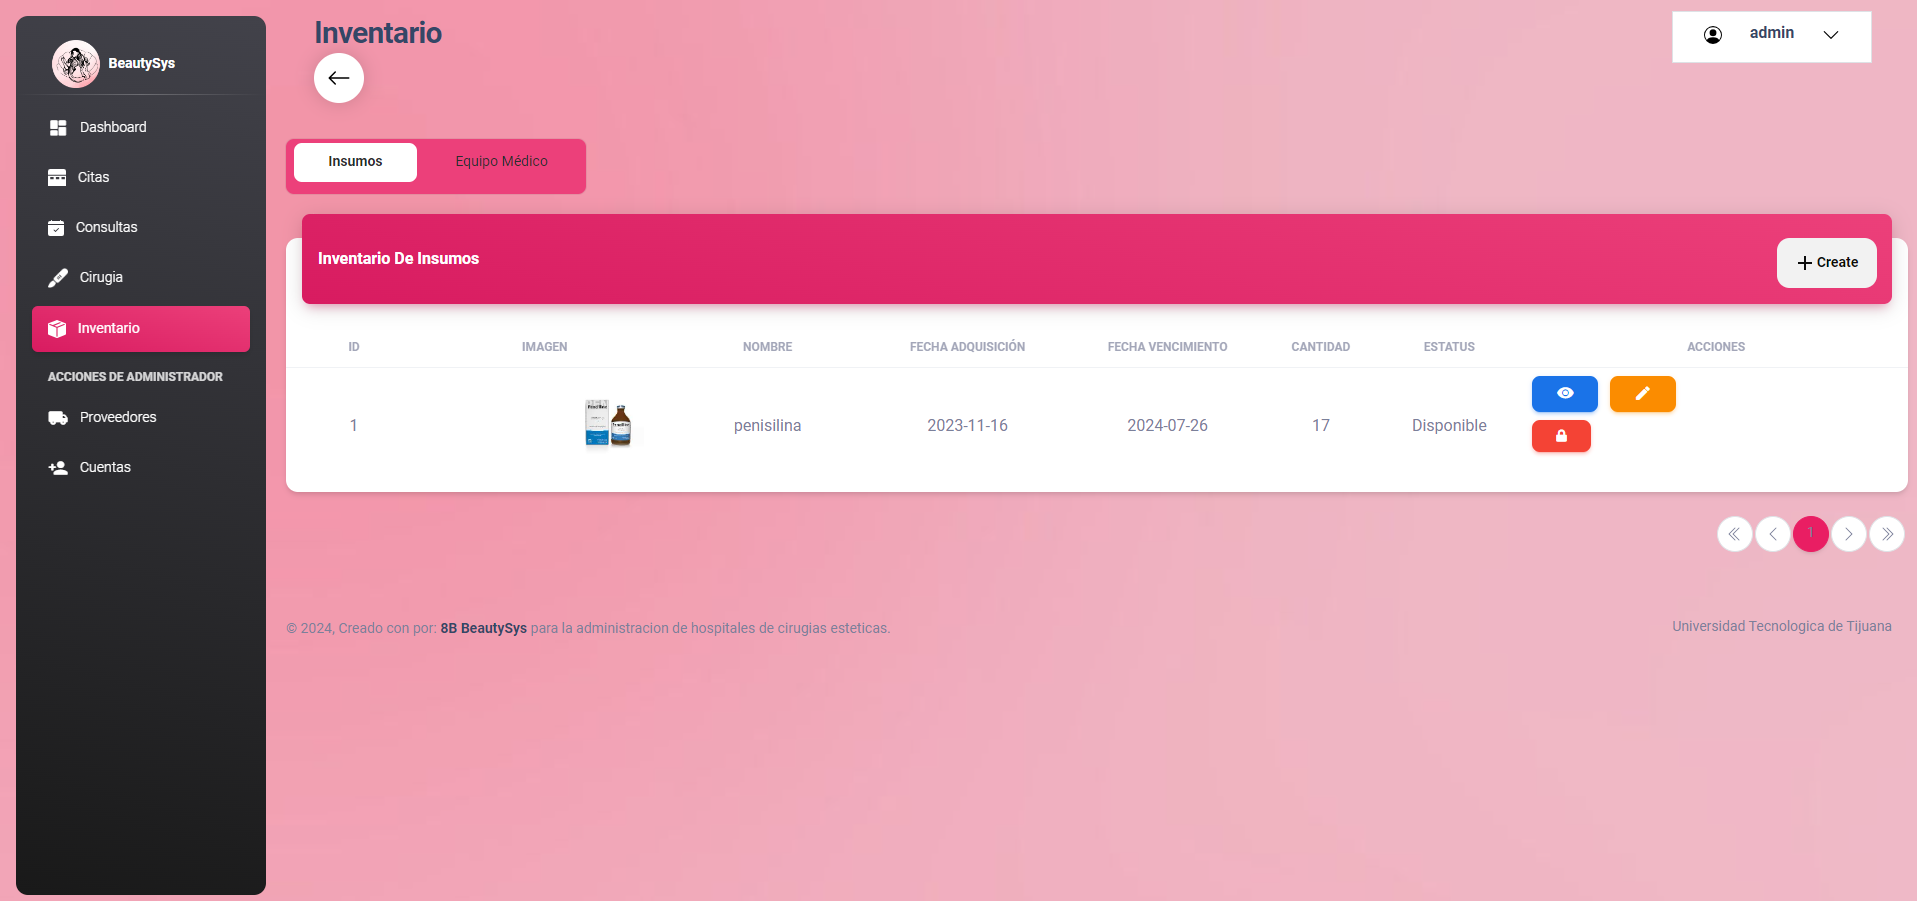 BeautySys
Dashboard
Citas
Consultas
Cirugia
Inventario
ACCIONES DE ADMINISTRADOR
Proveedores
Cuentas
Inventario
admin
Insumos
Equipo Médico
Inventario De Insumos
Create
ID IMAGEN NOMBRE FECHA ADQUISICIÓN FECHA VENCIMIENTO CANTIDAD ESTATUS ACCIONES
1 penisilina 2023-11-16 2024-07-26 17 Disponible
1
© 2024, Creado con por: 8B BeautySys para la administracion de hospitales de cirugias esteticas.
Universidad Tecnologica de Tijuana